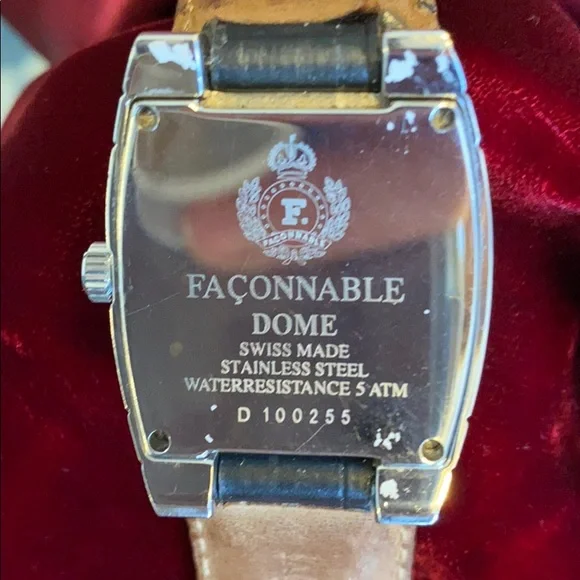 F.
FAÇONNABLE
FAÇONNABLE
DOME
SWISS MADE
STAINLESS STEEL
WATERRESISTANCE 5 ATM
D 100255